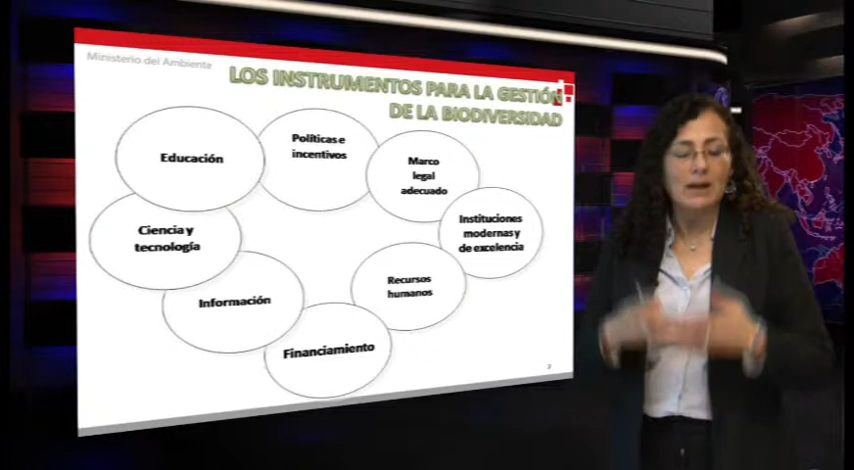 Ministerio del Ambiente
LOS INSTRUMENTOS PARA LA GESTIÓN
DE LA BIODIVERSIDAD
Educación
Políticas e
incentivos
Marco
legal
adecuado
Instituciones
modernas y
de excelencia
Ciencia y
tecnología
Recursos
humanos
Información
Financiamiento